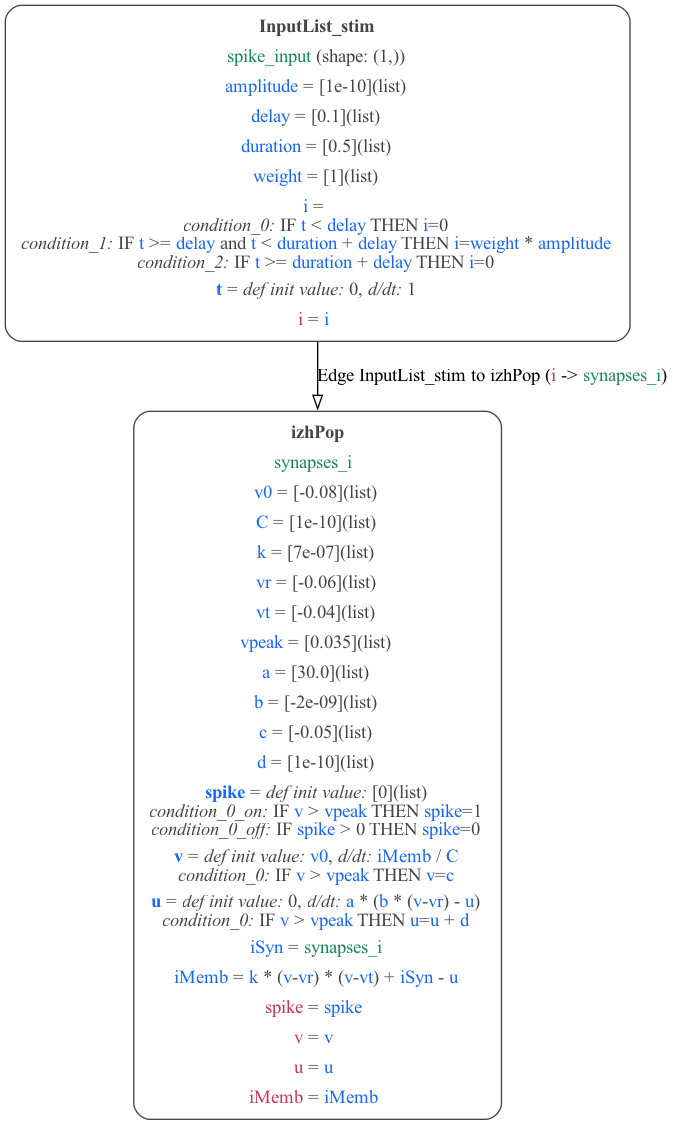 InputList_stim
spike_input (shape: (1,))
amplitude = [1e-10](list)
delay = [0.1](list)
duration = [0.5](list)
weight = [1](list)
i =
condition_0: IF t < delay THEN i=0
condition_1: IF t >= delay and t < duration + delay THEN i=weight * amplitude
condition_2: IF t >= duration + delay THEN i=0
t = def init value: 0, d/dt: 1
i = i
Edge InputList_stim to izhPop (i -> synapses_i)
izhPop
synapses_i
v0 = [-0.08](list)
C = [1e-10](list)
k = [7e-07](list)
vr = [-0.06](list)
vt = [-0.04](list)
vpeak = [0.035](list)
a = [30.0](list)
b = [-2e-09](list)
c = [-0.05](list)
d = [1e-10](list)
spike = def init value: [0](list)
condition_0_on: IF v > vpeak THEN spike=1
condition_0_off: IF spike > 0 THEN spike=0
v = def init value: v0, d/dt: iMemb / C
condition_0: IF v > vpeak THEN v=c
u = def init value: 0, d/dt: a * (b * (v-vr) - u)
condition_0: IF v > vpeak THEN u=u + d
iSyn = synapses_i
iMemb = k * (v-vr) * (v-vt) + iSyn - u
spike = spike
v = v
u = u
iMemb = iMemb